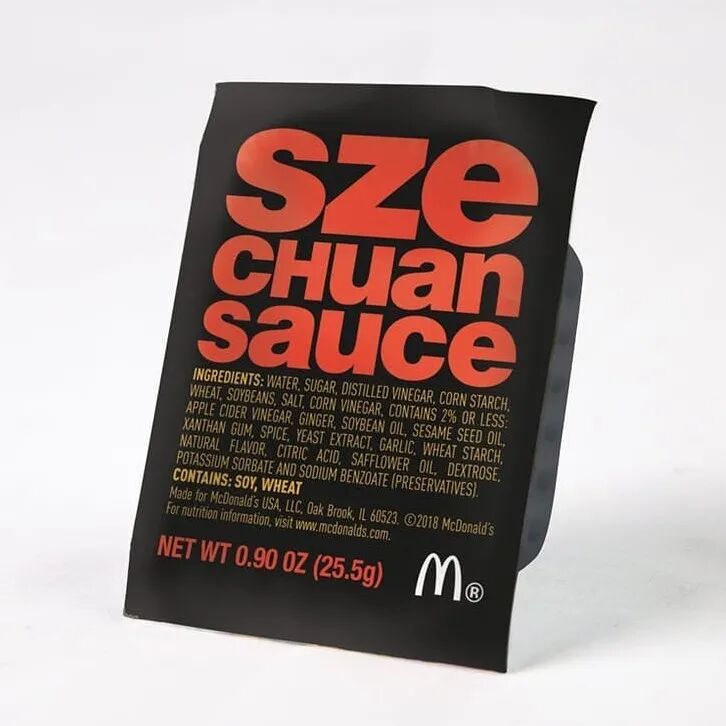 sze
CHuan
sauce
INGREDIENTS: WATER, SUGAR, DISTILLED VINEGAR, CORN STARCH,
WHEAT, SOYBEANS, SALT, CORN VINEGAR, CONTAINS 2% OR LESS:
APPLE CIDER VINEGAR, GINGER, SOYBEAN OIL, SESAME SEED OIL,
XANTHAN GUM, SPICE, YEAST EXTRACT, GARLIC, WHEAT STARCH,
NATURAL FLAVOR, CITRIC ACID, SAFFLOWER OIL, DEXTROSE,
POTASSIUM SORBATE AND SODIUM BENZOATE (PRESERVATIVES).
CONTAINS: SOY, WHEAT
Made for McDonald's USA, LLC, Oak Brook, IL 60523. ©2018 McDonald's
For nutrition information, visit www.mcdonalds.com.
NET WT 0.90 OZ (25.5g)
M®